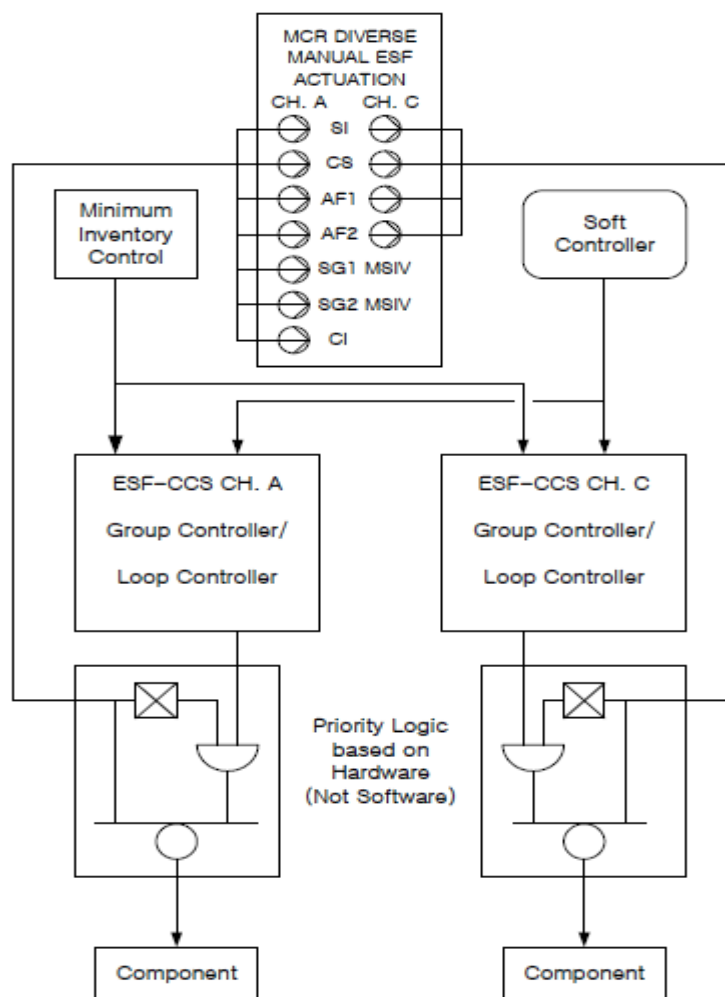 MCR DIVERSE
MANUAL ESF
ACTUATION
CH. A CH. C
SI
CS
AF1
AF2
SG1 MSIV
SG2 MSIV
CI
Minimum
Inventory
Control
Soft
Controller
ESF-CCS CH. A
Group Controller/
Loop Controller
ESF-CCS CH. C
Group Controller/
Loop Controller
Priority Logic
based on
Hardware
(Not Software)
Component
Component